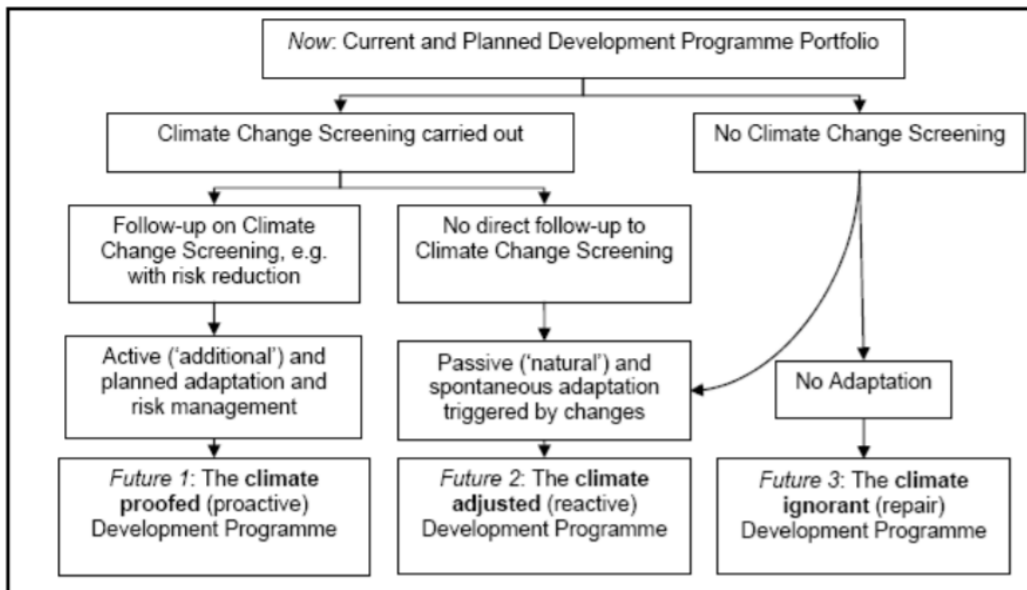 Now: Current and Planned Development Programme Portfolio
Climate Change Screening carried out
No Climate Change Screening
Follow-up on Climate
Change Screening, e.g.
with risk reduction
No direct follow-up to
Climate Change Screening
Active (‘additional’) and
planned adaptation and
risk management
Passive (‘natural’) and
spontaneous adaptation
triggered by changes
No Adaptation
Future 1: The climate
proofed (proactive)
Development Programme
Future 2: The climate
adjusted (reactive)
Development Programme
Future 3: The climate
ignorant (repair)
Development Programme